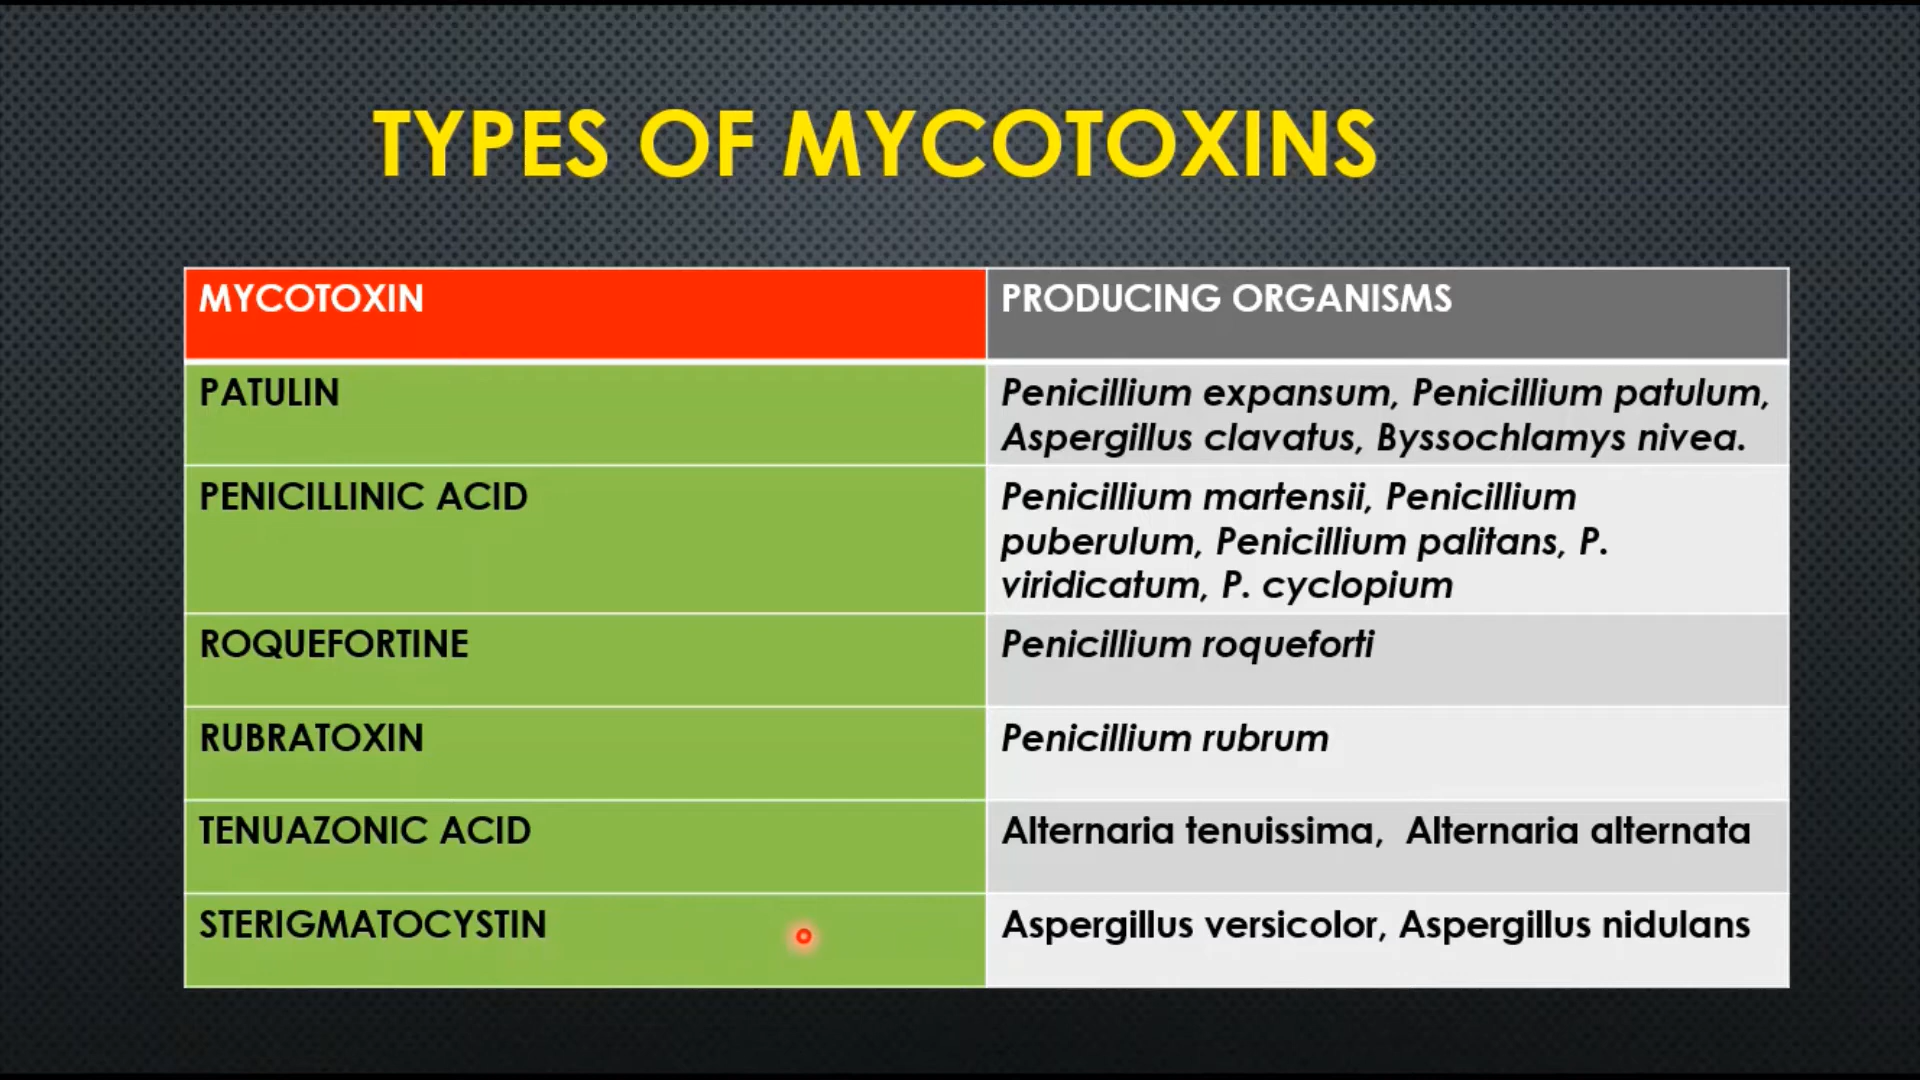 TYPES OF MYCOTOXINS
MYCOTOXIN
PRODUCING ORGANISMS
PATULIN
Penicillium expansum, Penicillium patulum,
Aspergillus clavatus, Byssochlamys nivea.
PENICILLINIC ACID
Penicillium martensii, Penicillium
puberulum, Penicillium palitans, P.
viridicatum, P. cyclopium
ROQUEFORTINE
Penicillium roqueforti
RUBRATOXIN
Penicillium rubrum
TENUAZONIC ACID
Alternaria tenuissima, Alternaria alternata
STERIGMATOCYSTIN
Aspergillus versicolor, Aspergillus nidulans